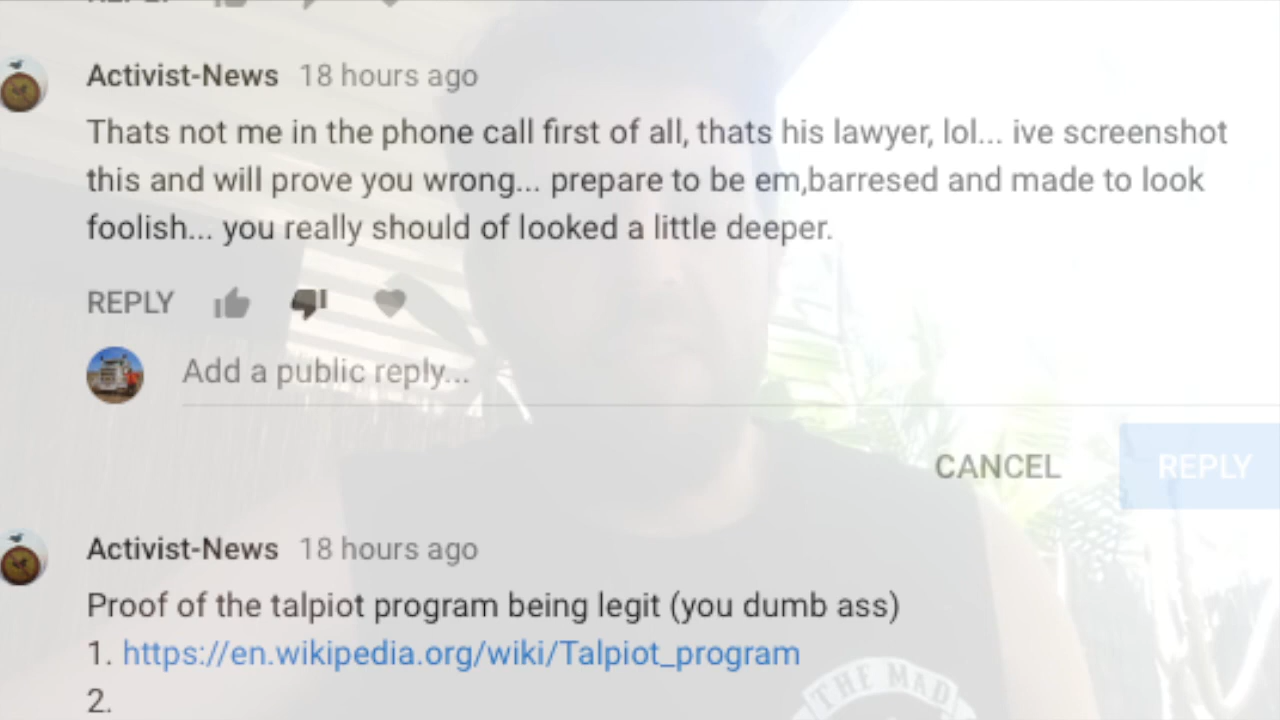 REPLY
Activist-News 18 hours ago
Thats not me in the phone call first of all, thats his lawyer, lol... ive screenshot
this and will prove you wrong... prepare to be em,barresed and made to look
foolish... you really should of looked a little deeper.
REPLY
Add a public reply...
CANCEL REPLY
Activist-News 18 hours ago
Proof of the talpiot program being legit (you dumb ass)
1. https://en.wikipedia.org/wiki/Talpiot_program
2.
THE MAD